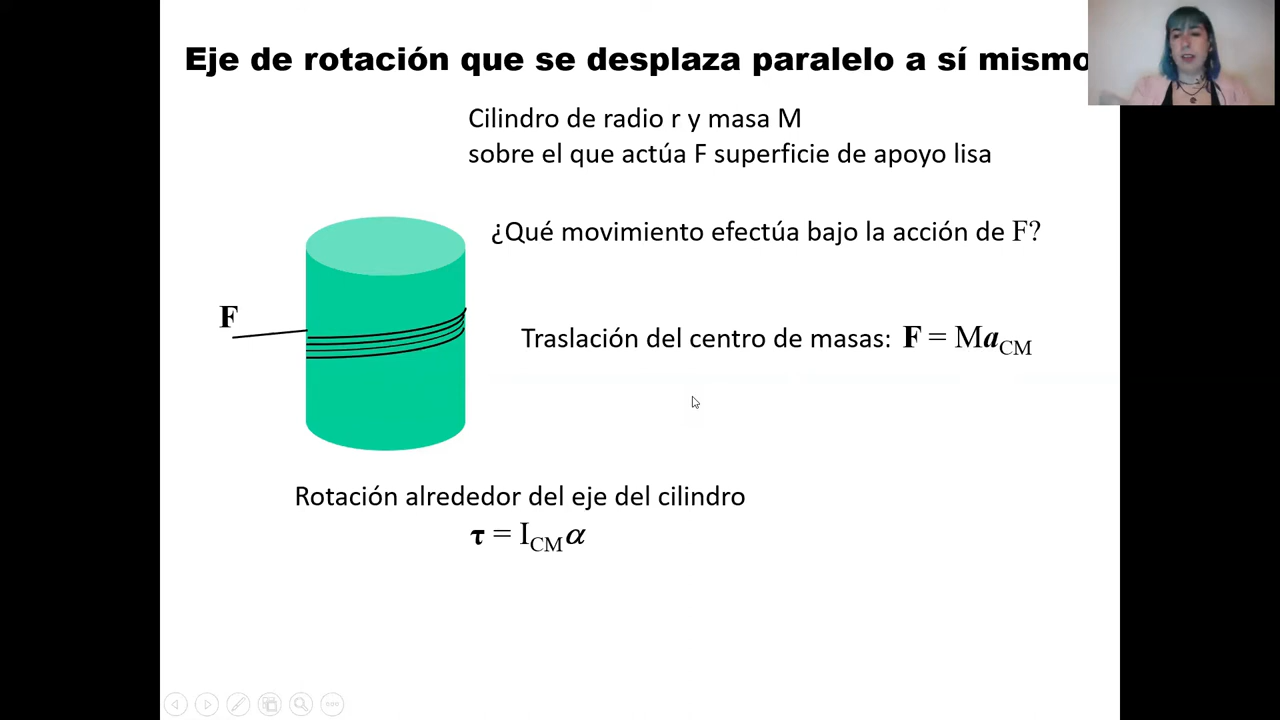 Eje de rotación que se desplaza paralelo a sí mismo
Cilindro de radio r y masa M
sobre el que actúa F superficie de apoyo lisa
¿Qué movimiento efectúa bajo la acción de F?
F
Traslación del centro de masas: F = Ma_CM
Rotación alrededor del eje del cilindro
τ = I_CM α